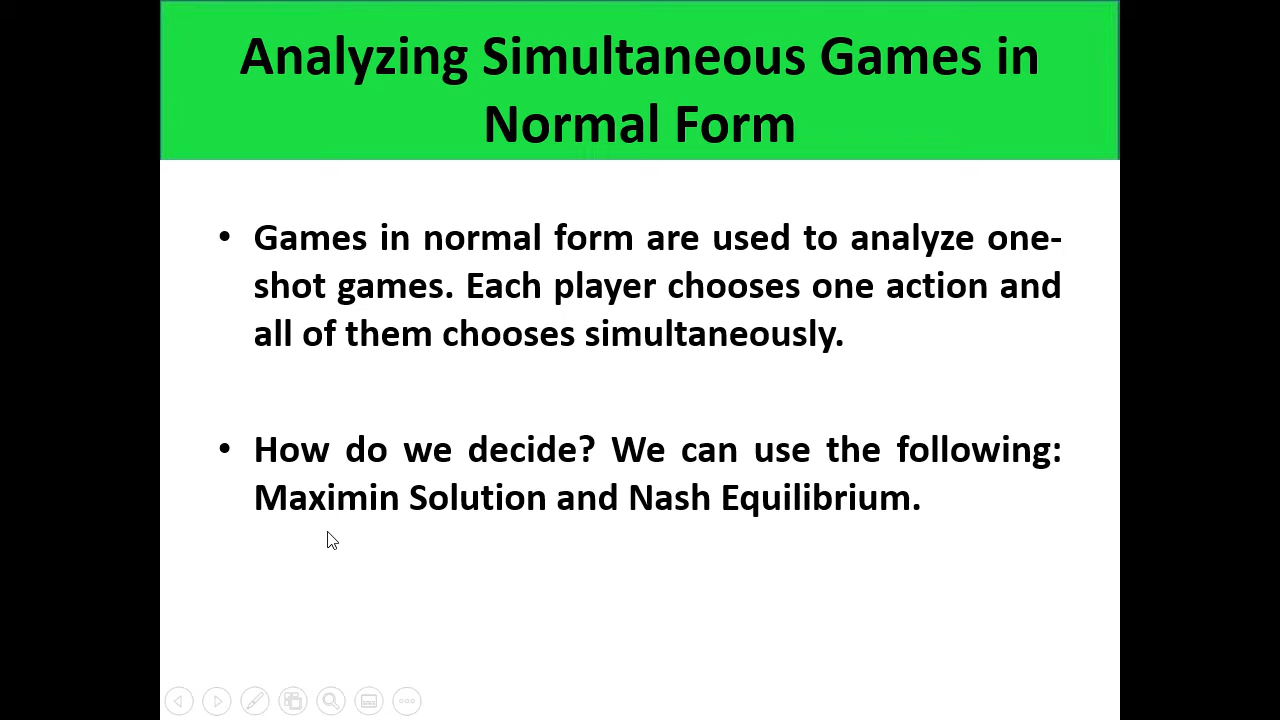 Analyzing Simultaneous Games in
Normal Form
• Games in normal form are used to analyze one-
shot games. Each player chooses one action and
all of them chooses simultaneously.
• How do we decide? We can use the following:
Maximin Solution and Nash Equilibrium.